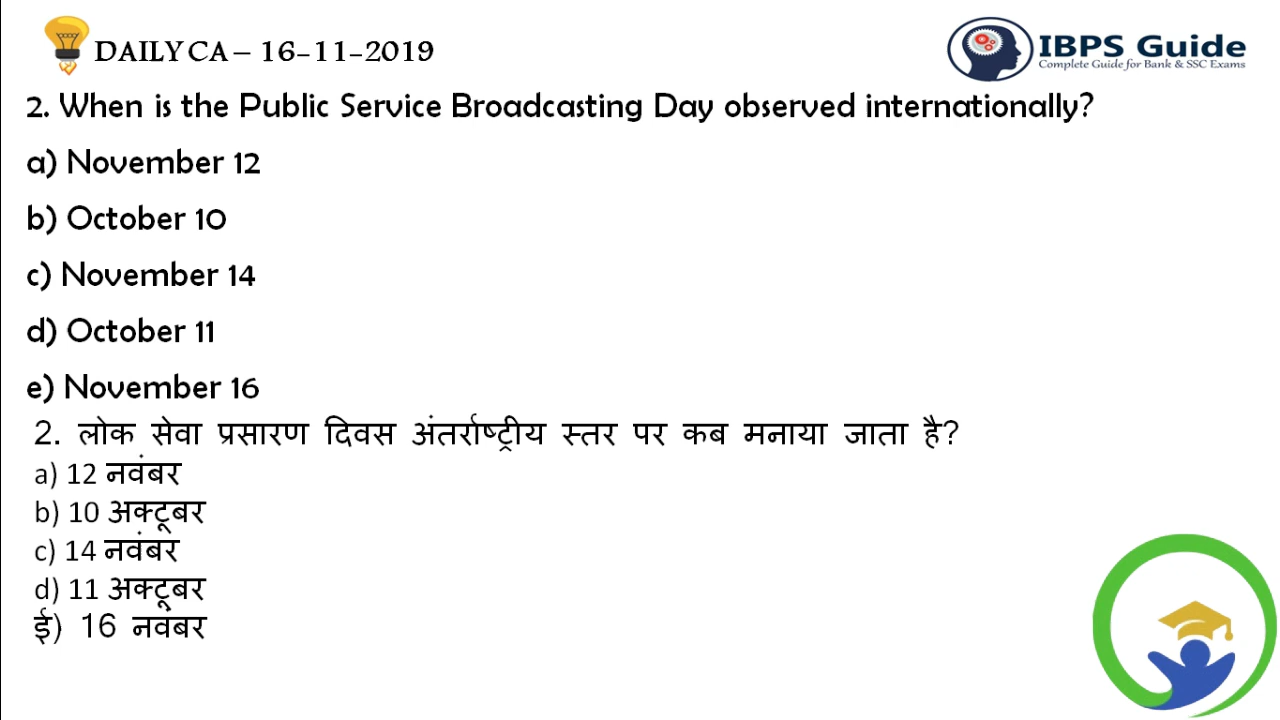 DAILY CA – 16-11-2019
IBPS Guide
Complete Guide for Bank & SSC Exams
2. When is the Public Service Broadcasting Day observed internationally?
a) November 12
b) October 10
c) November 14
d) October 11
e) November 16
2. लोक सेवा प्रसारण दिवस अंतर्राष्ट्रीय स्तर पर कब मनाया जाता है?
a) 12 नवंबर
b) 10 अक्टूबर
c) 14 नवंबर
d) 11 अक्टूबर
ई) 16 नवंबर